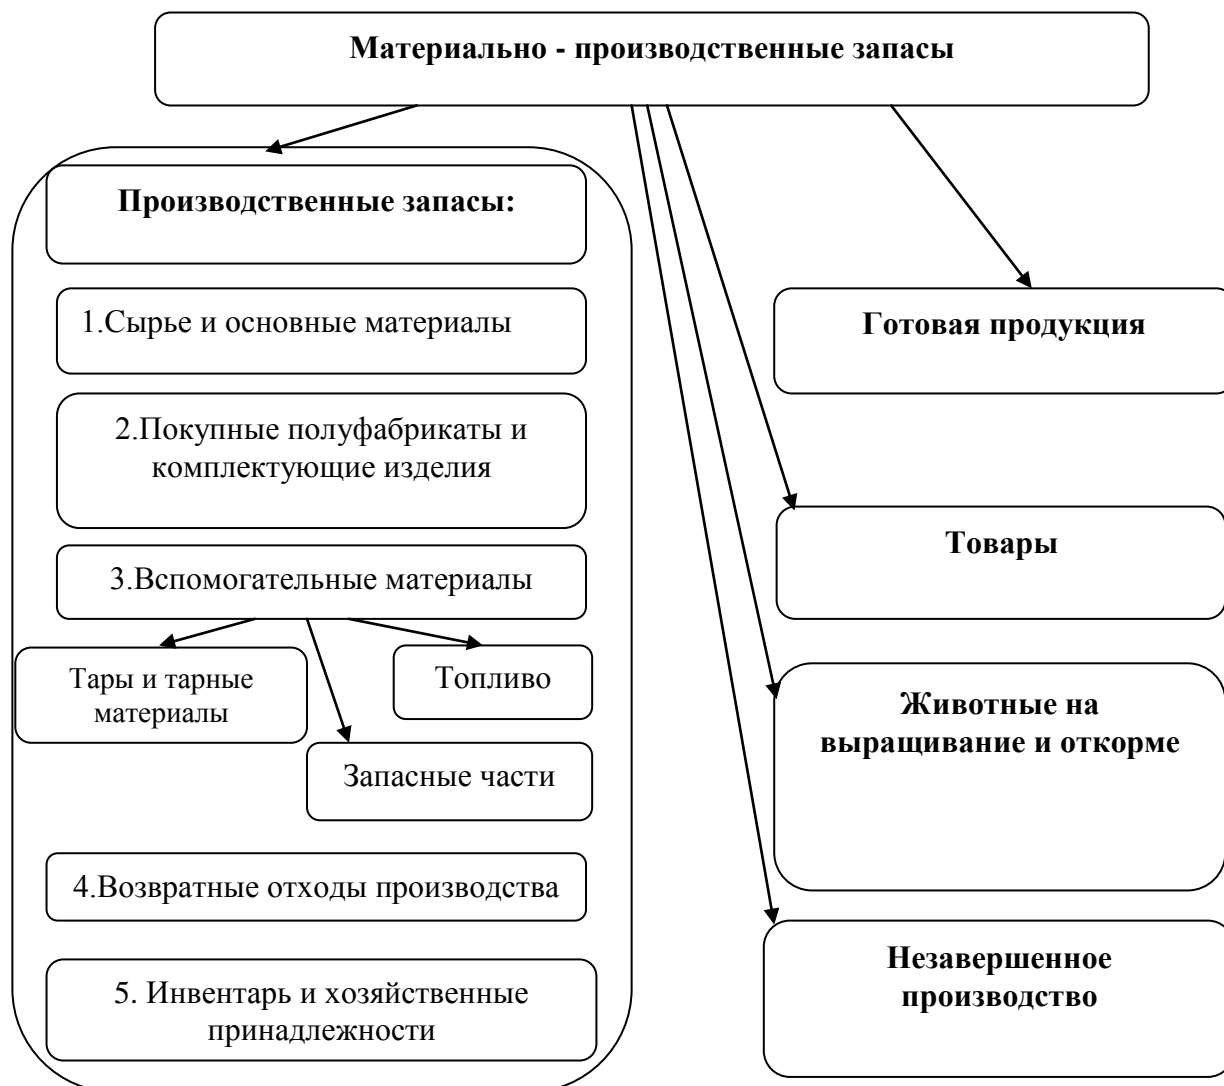 Материально - производственные запасы
Производственные запасы:
1.Сырье и основные материалы
2.Покупные полуфабрикаты и
комплектующие изделия
3.Вспомогательные материалы
Тары и тарные
материалы
Топливо
Запасные части
4.Возвратные отходы производства
5. Инвентарь и хозяйственные
принадлежности
Готовая продукция
Товары
Животные на
выращивание и откорме
Незавершенное
производство